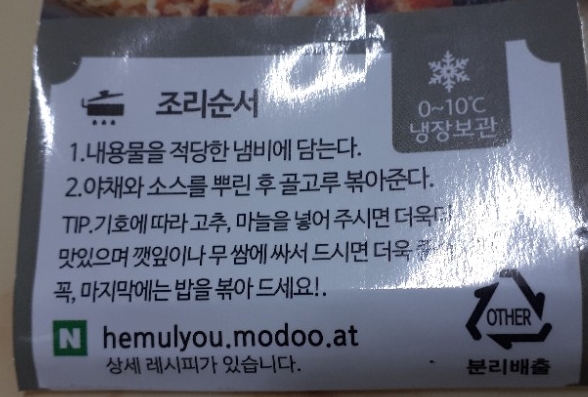 조리순서
0~10℃
냉장보관
1.내용물을 적당한 냄비에 담는다.
2.야채와 소스를 뿌린 후 골고루 볶아준다.
TIP.기호에 따라 고추, 마늘을 넣어 주시면 더욱더
맛있으며 깻잎이나 무 쌈에 싸서 드시면 더욱
꼭, 마지막에는 밥을 볶아 드세요!.
N hemulyou.modoo.at
상세 레시피가 있습니다.
OTHER
분리배출